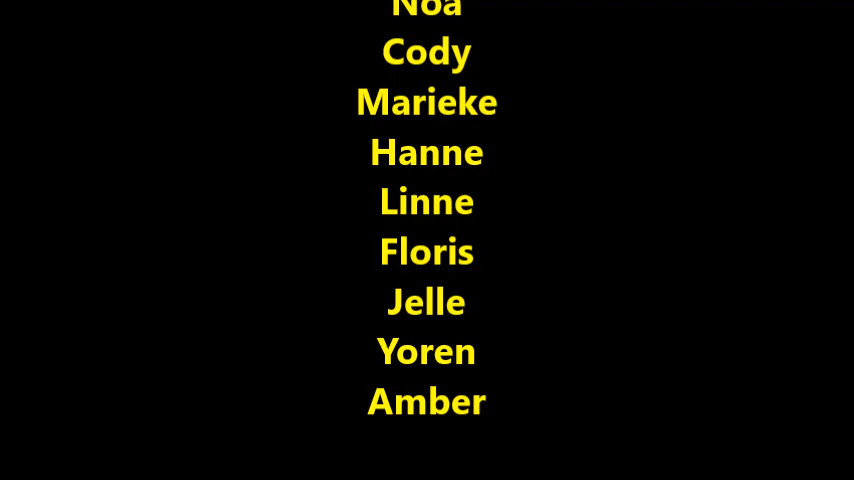 Noa
Cody
Marieke
Hanne
Linne
Floris
Jelle
Yoren
Amber